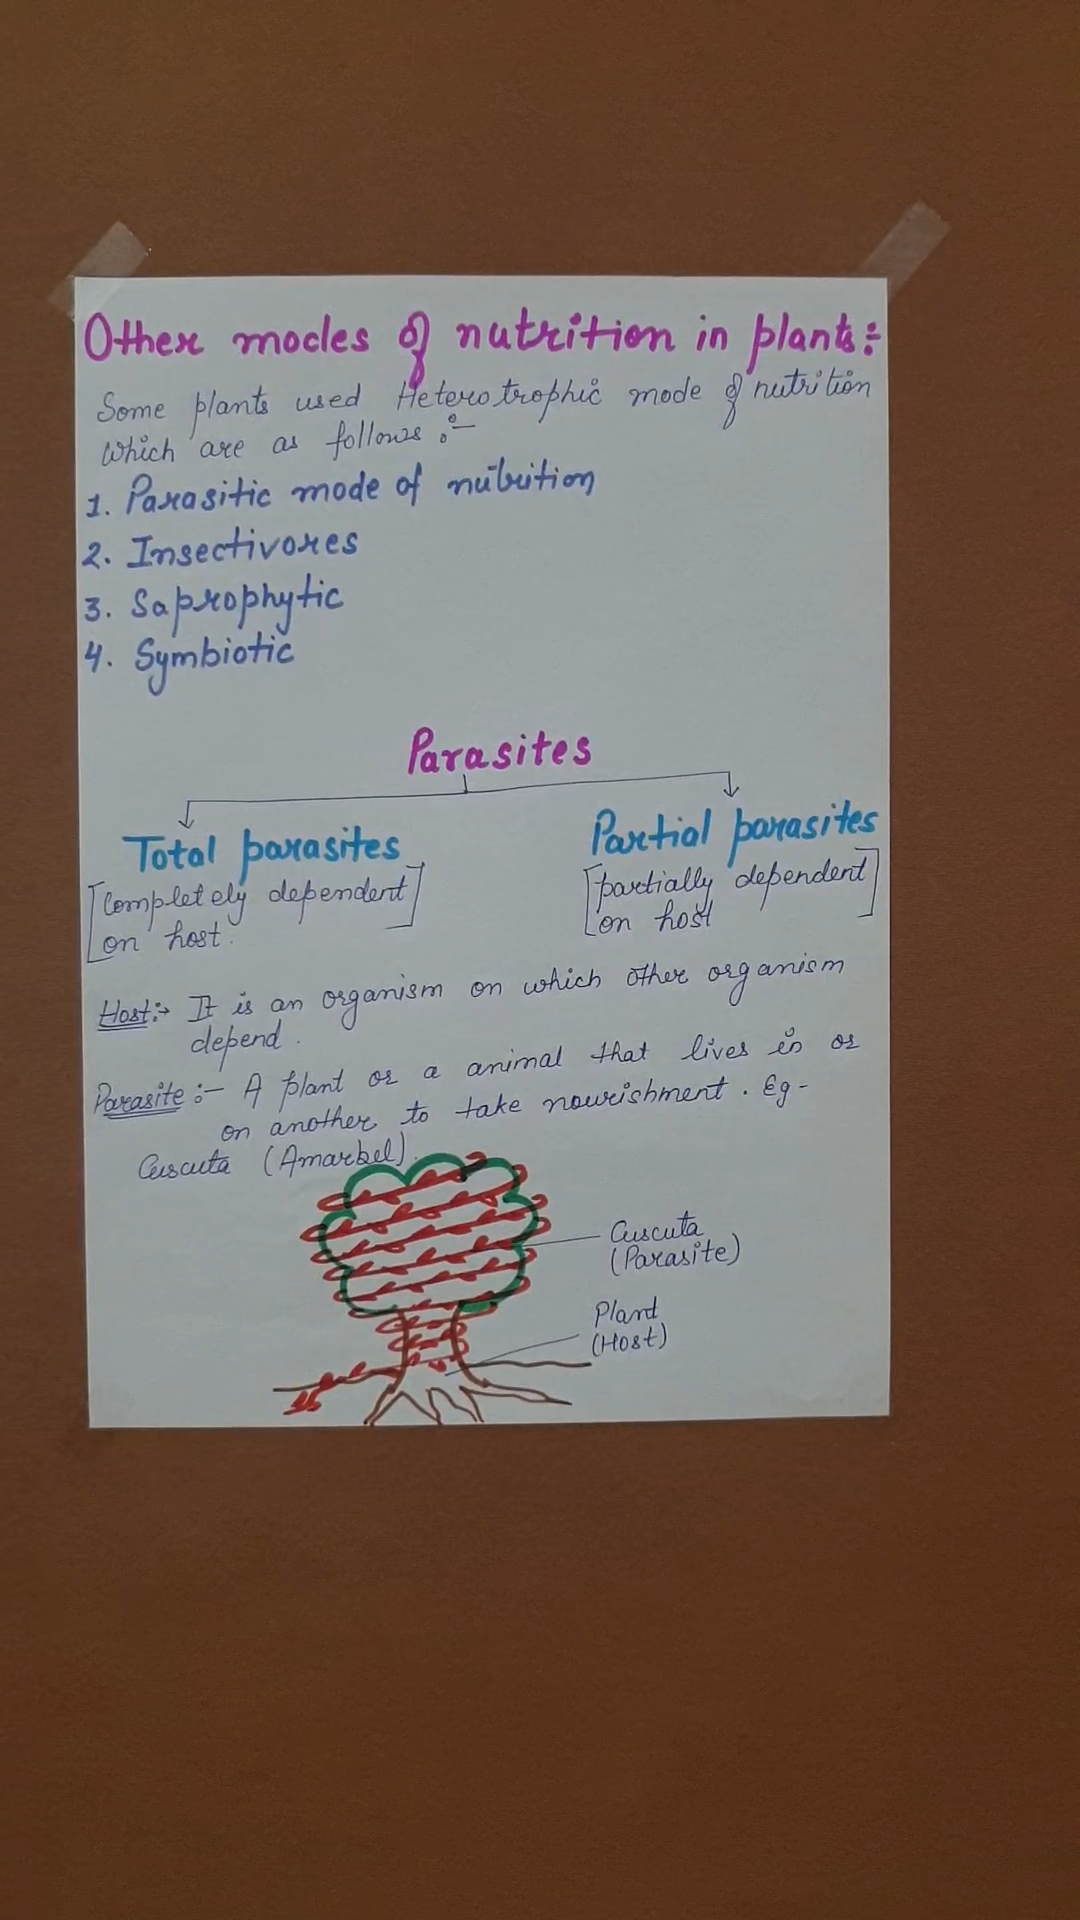 Other modes of nutrition in plants:
Some plants used Heterotrophic mode of nutrition
which are as follows :-
1. Parasitic mode of nutrition
2. Insectivores
3. Saprophytic
4. Symbiotic
Parasites
Total parasites
[completely dependent
on host.]
Partial parasites
[partially dependent
on host]
Host:- It is an organism on which other organism
depend.
Parasite :- A plant or a animal that lives in or
on another to take nourishment. Eg-
Cuscuta (Amarbel).
Cuscuta
(Parasite)
Plant
(Host)